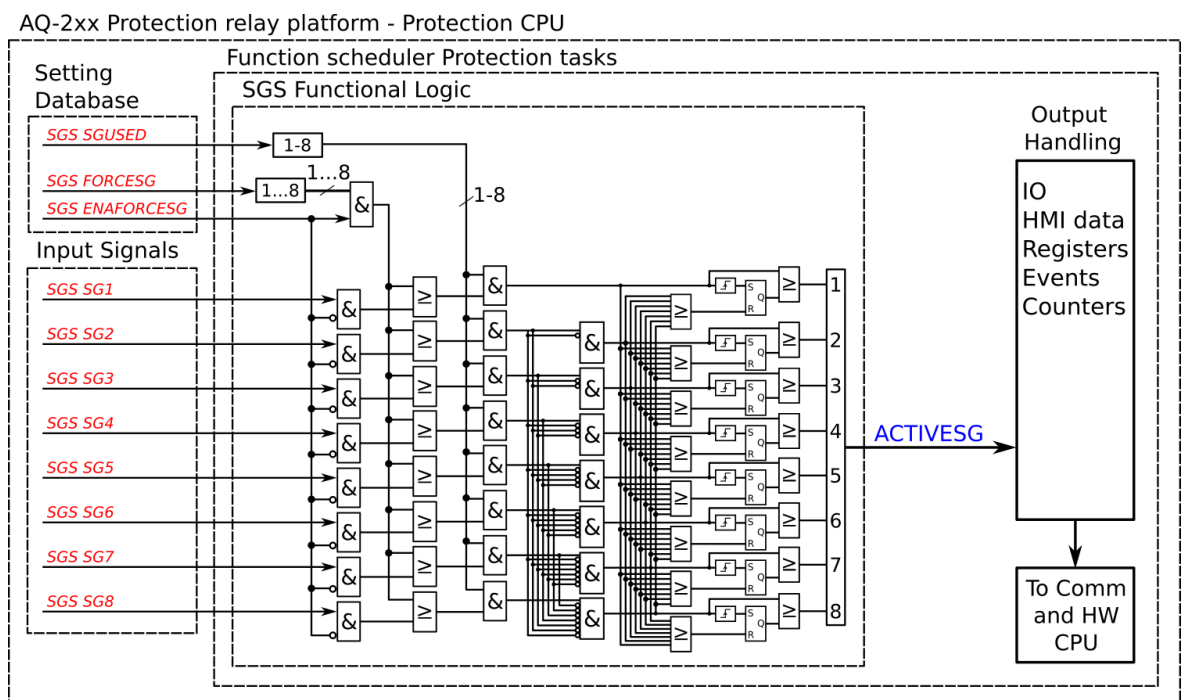 AQ-2xx Protection relay platform - Protection CPU
Function scheduler Protection tasks
SGS Functional Logic
Setting
Database
SGS SGUSED
SGS FORCESG
SGS ENAFORCESG
Input Signals
SGS SG1
SGS SG2
SGS SG3
SGS SG4
SGS SG5
SGS SG6
SGS SG7
SGS SG8
1-8
1...8
1...8
1-8
&
& ≥ &
& ≥ &
& ≥ &
& ≥ &
& ≥ &
& ≥ &
& ≥ &
& ≥ &
&
&
&
&
&
&
&
≥ S Q R ≥ 1
≥ S Q R ≥ 2
≥ S Q R ≥ 3
≥ S Q R ≥ 4
≥ S Q R ≥ 5
≥ S Q R ≥ 6
≥ S Q R ≥ 7
≥ S Q R ≥ 8
ACTIVESG
Output
Handling
IO
HMI data
Registers
Events
Counters
To Comm
and HW
CPU